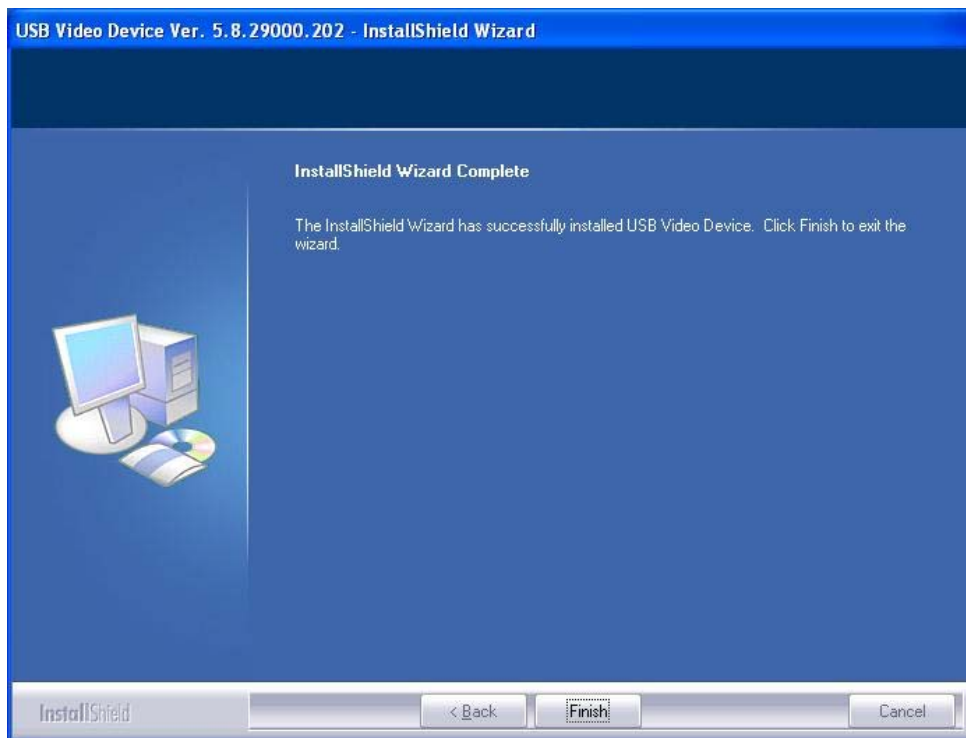 USB Video Device Ver. 5.8.29000.202 - InstallShield Wizard
InstallShield Wizard Complete
The InstallShield Wizard has successfully installed USB Video Device. Click Finish to exit the
wizard.
InstallShield
< Back
Finish
Cancel